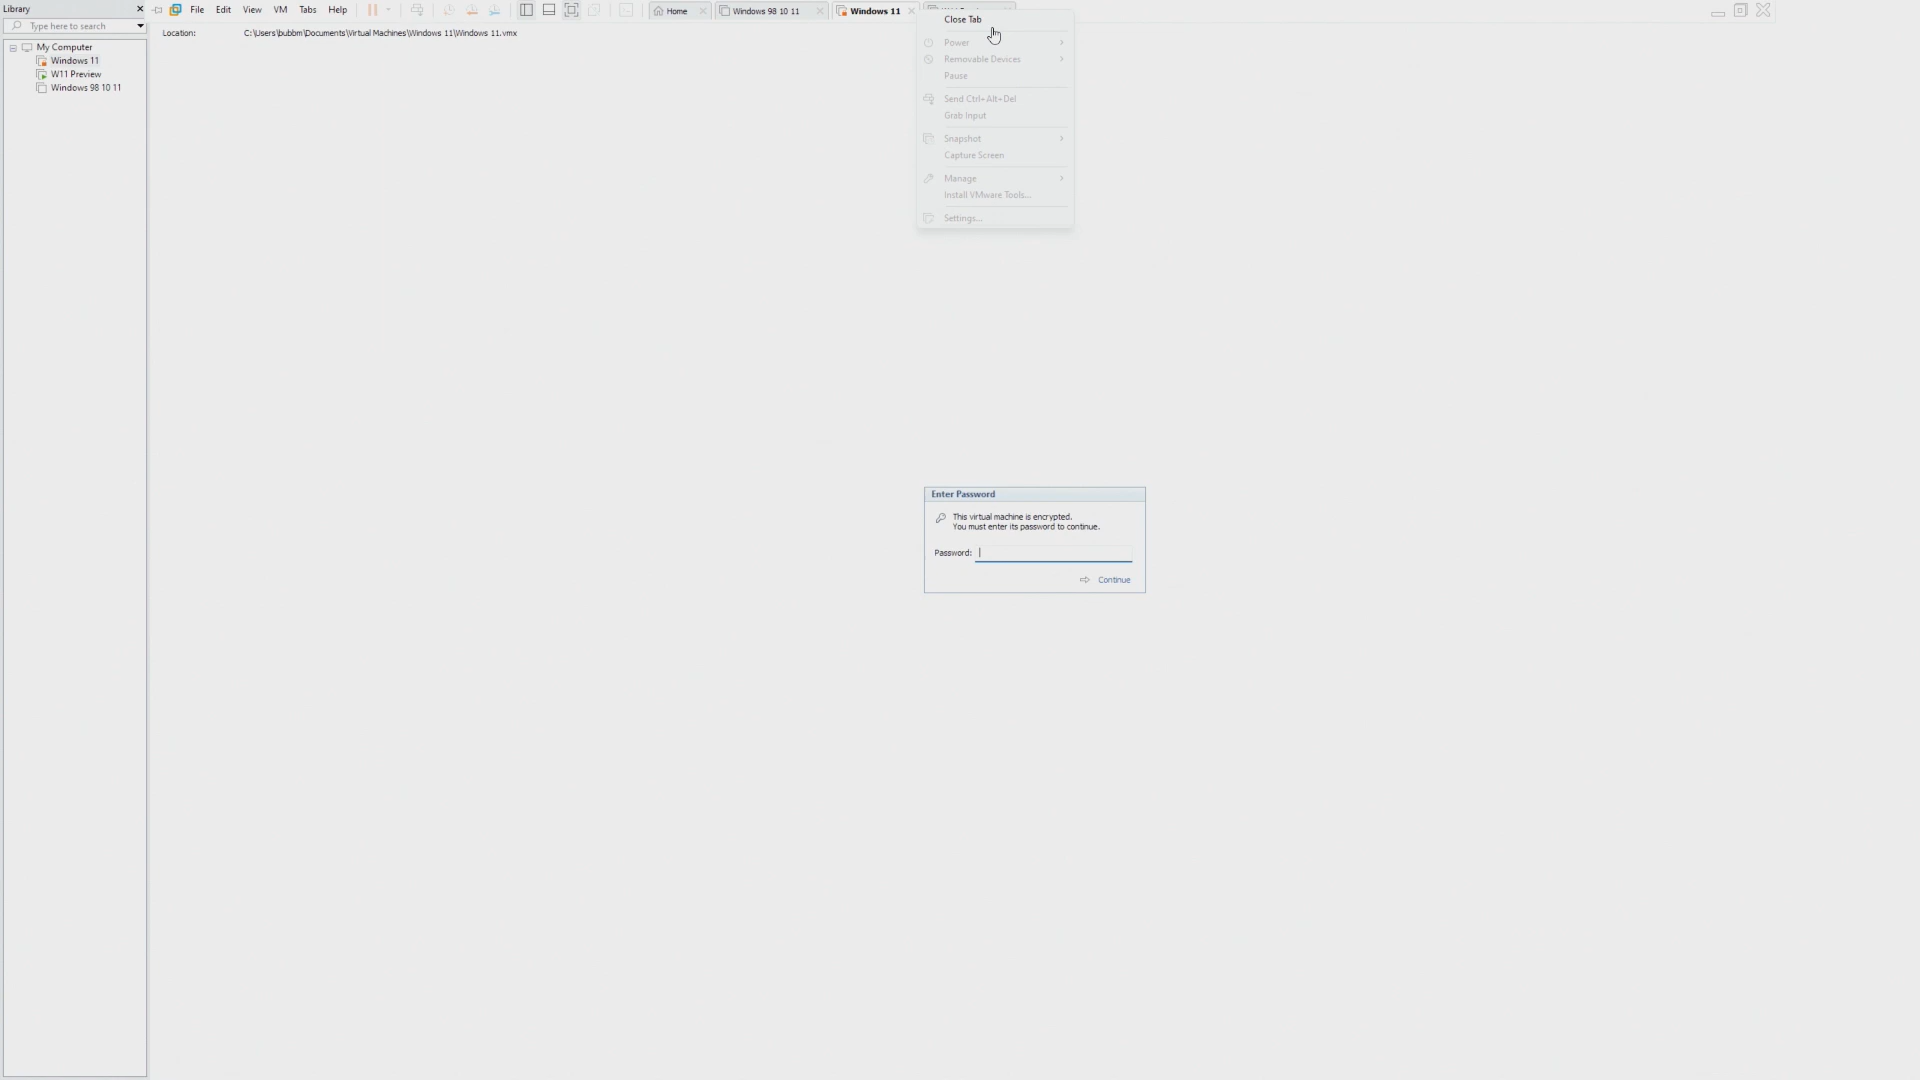 Library
File Edit View VM Tabs Help
Home
Windows 98 10 11
Windows 11
Type here to search
My Computer
Windows 11
W11 Preview
Windows 98 10 11
Location: C:\Users\bubbm\Documents\Virtual Machines\Windows 11\Windows 11.vmx
Close Tab
Power
Removable Devices
Pause
Send Ctrl+Alt+Del
Grab Input
Snapshot
Capture Screen
Manage
Install VMware Tools...
Settings...
Enter Password
This virtual machine is encrypted.
You must enter its password to continue.
Password:
Continue